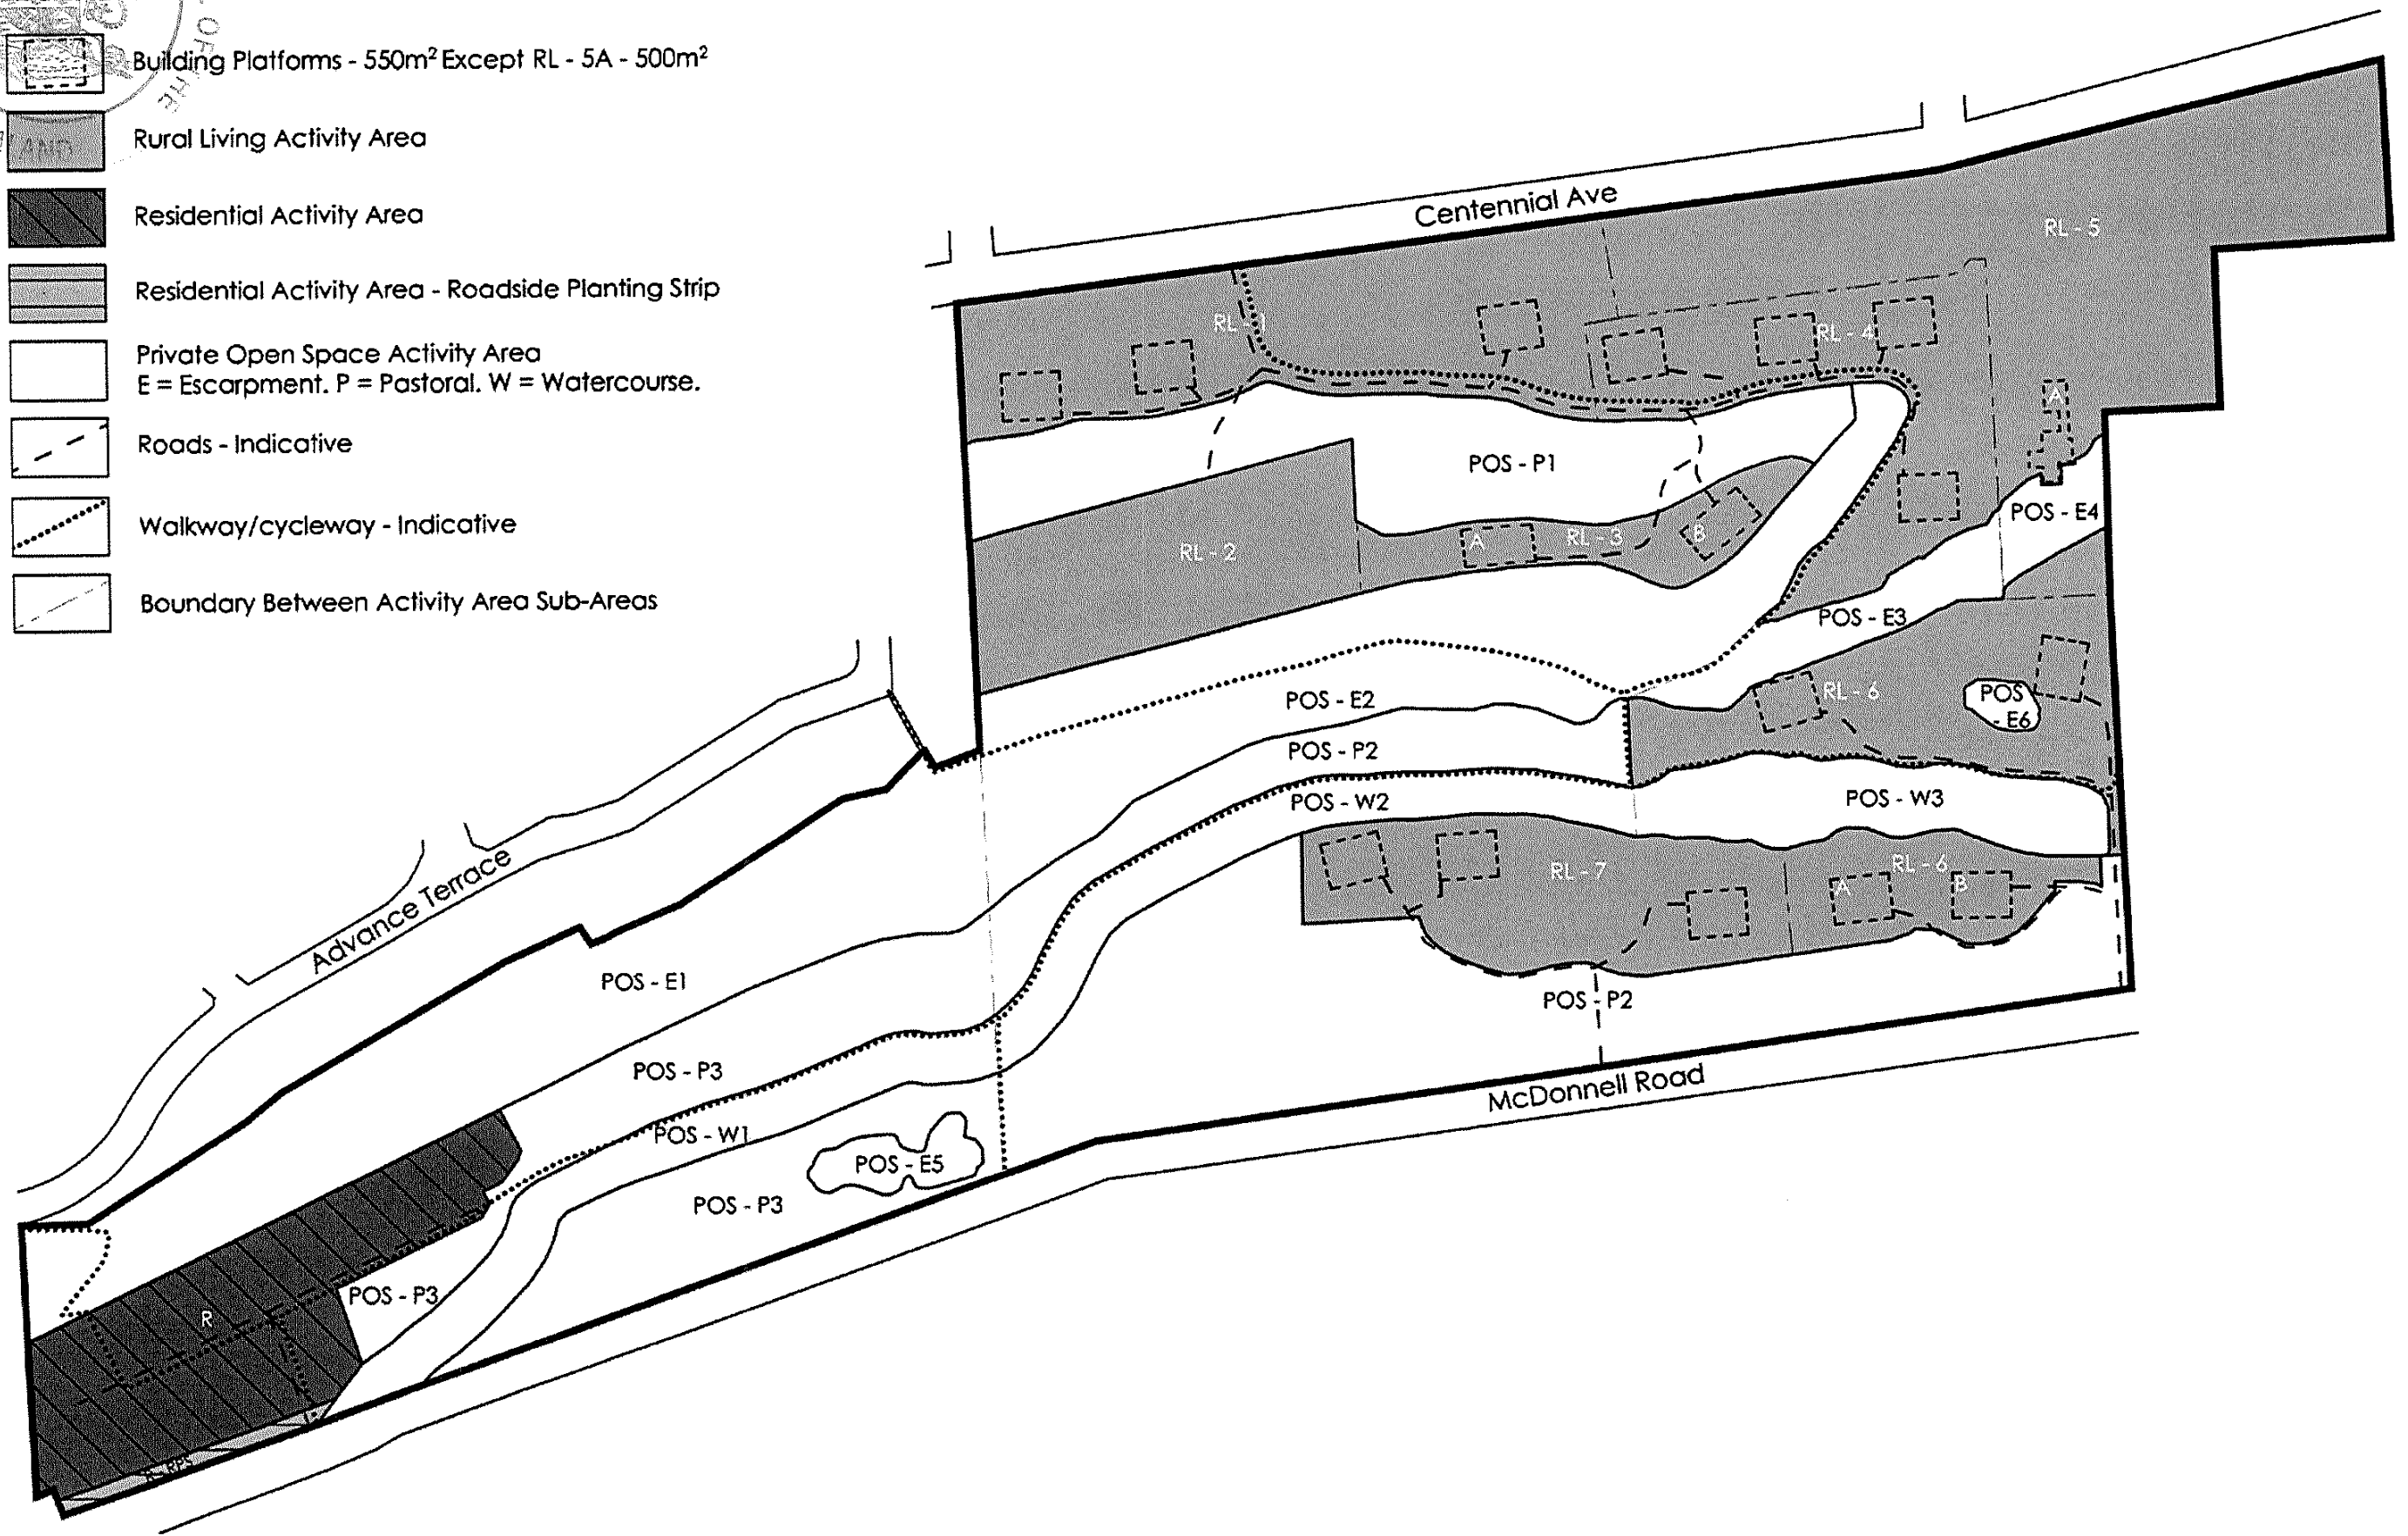 OF THE
LAND
Building Platforms - 550m² Except RL - 5A - 500m²
Rural Living Activity Area
Residential Activity Area
Residential Activity Area - Roadside Planting Strip
Private Open Space Activity Area
E = Escarpment. P = Pastoral. W = Watercourse.
Roads - Indicative
Walkway/cycleway - Indicative
Boundary Between Activity Area Sub-Areas
Centennial Ave
RL - 5
RL - 1
RL - 4
A
POS - P1
POS - E4
RL - 2
A
RL - 3
B
POS - E3
POS - E2
RL - 6
POS
- E6
POS - P2
POS - W2
POS - W3
RL - 7
RL - 6
A
B
Advance Terrace
POS - E1
POS - P2
POS - P3
McDonnell Road
POS - W1
POS - E5
POS - P3
POS - P3
R
R - RPS